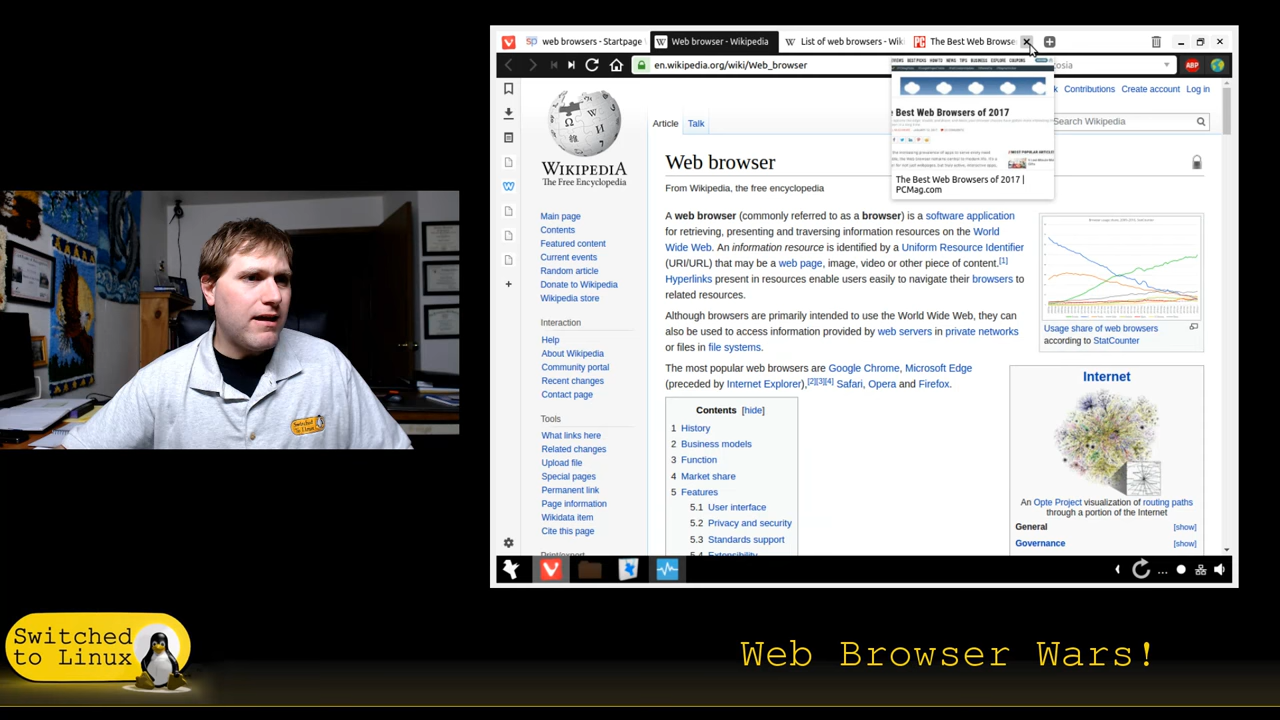 web browsers - Startpage
Web browser - Wikipedia
List of web browsers - Wiki
The Best Web Browse
en.wikipedia.org/wiki/Web_browser
ABP
Contributions
Create account
Log in
Article
Talk
Search Wikipedia
Best Web Browsers of 2017
The Best Web Browsers of 2017 |
PCMag.com
WIKIPEDIA
The Free Encyclopedia
Main page
Contents
Featured content
Current events
Random article
Donate to Wikipedia
Wikipedia store
Interaction
Help
About Wikipedia
Community portal
Recent changes
Contact page
Tools
What links here
Related changes
Upload file
Special pages
Permanent link
Page information
Wikidata item
Cite this page
Print/export
Web browser
From Wikipedia, the free encyclopedia
A web browser (commonly referred to as a browser) is a software application
for retrieving, presenting and traversing information resources on the World
Wide Web. An information resource is identified by a Uniform Resource Identifier
(URI/URL) that may be a web page, image, video or other piece of content.[1]
Hyperlinks present in resources enable users easily to navigate their browsers to
related resources.
Although browsers are primarily intended to use the World Wide Web, they can
also be used to access information provided by web servers in private networks
or files in file systems.
The most popular web browsers are Google Chrome, Microsoft Edge
(preceded by Internet Explorer),[2][3][4] Safari, Opera and Firefox.
Contents [hide]
1 History
2 Business models
3 Function
4 Market share
5 Features
5.1 User interface
5.2 Privacy and security
5.3 Standards support
5.4 Extensibility
Usage share of web browsers
according to StatCounter
Internet
An Opte Project visualization of routing paths
through a portion of the Internet
General [show]
Governance [show]
Switched
to Linux
Switched
to Linux
Web Browser Wars!